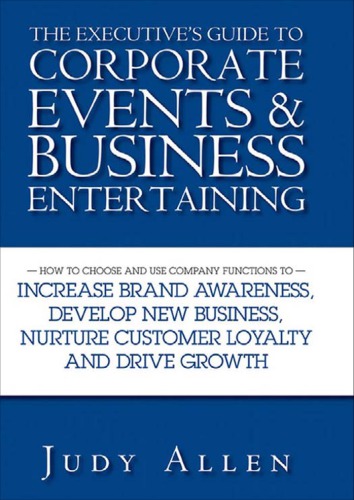 THE EXECUTIVE'S GUIDE TO
CORPORATE
EVENTS &
BUSINESS
ENTERTAINING
— HOW TO CHOOSE AND USE COMPANY FUNCTIONS TO —
INCREASE BRAND AWARENESS,
DEVELOP NEW BUSINESS,
NURTURE CUSTOMER LOYALTY
AND DRIVE GROWTH
JUDY ALLEN